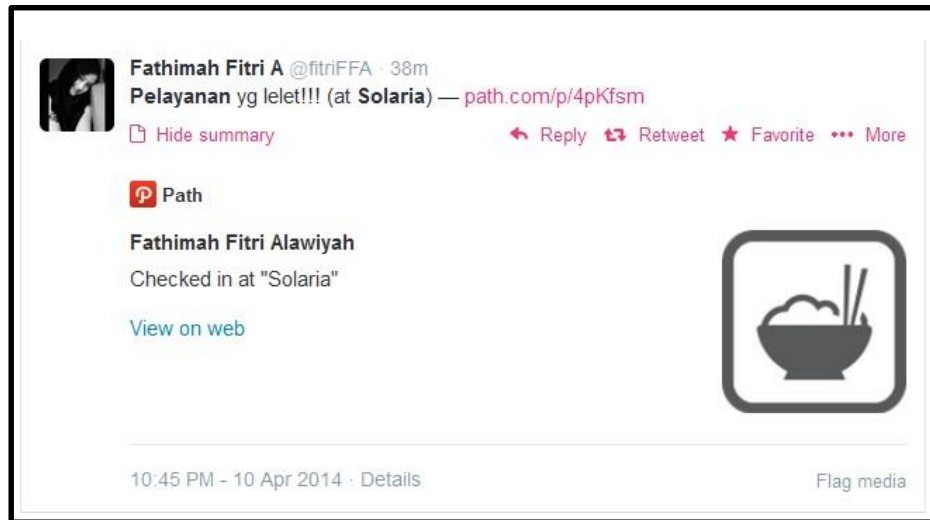 Fathimah Fitri A @fitriFFA · 38m
Pelayanan yg lelet!!! (at Solaria) — path.com/p/4pKfsm
Hide summary Reply Retweet Favorite More
Path
Fathimah Fitri Alawiyah
Checked in at "Solaria"
View on web
10:45 PM - 10 Apr 2014 · Details Flag media